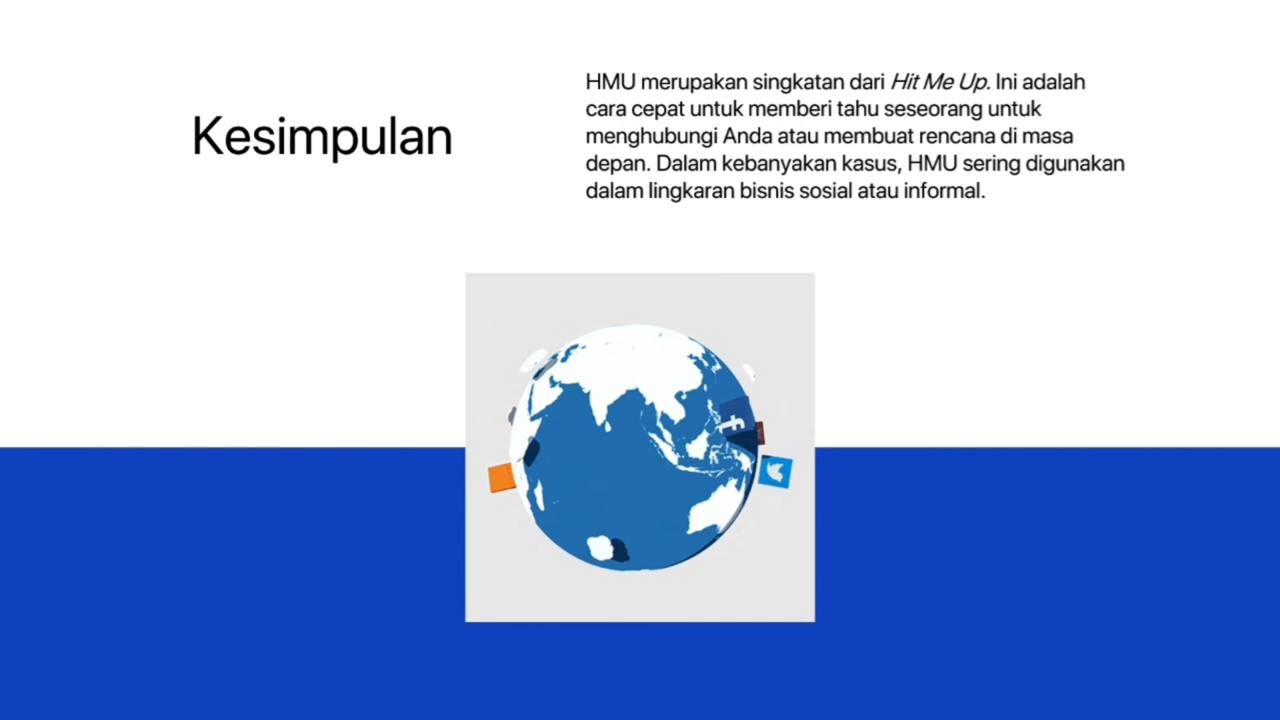 Kesimpulan
HMU merupakan singkatan dari Hit Me Up. Ini adalah
cara cepat untuk memberi tahu seseorang untuk
menghubungi Anda atau membuat rencana di masa
depan. Dalam kebanyakan kasus, HMU sering digunakan
dalam lingkaran bisnis sosial atau informal.
f